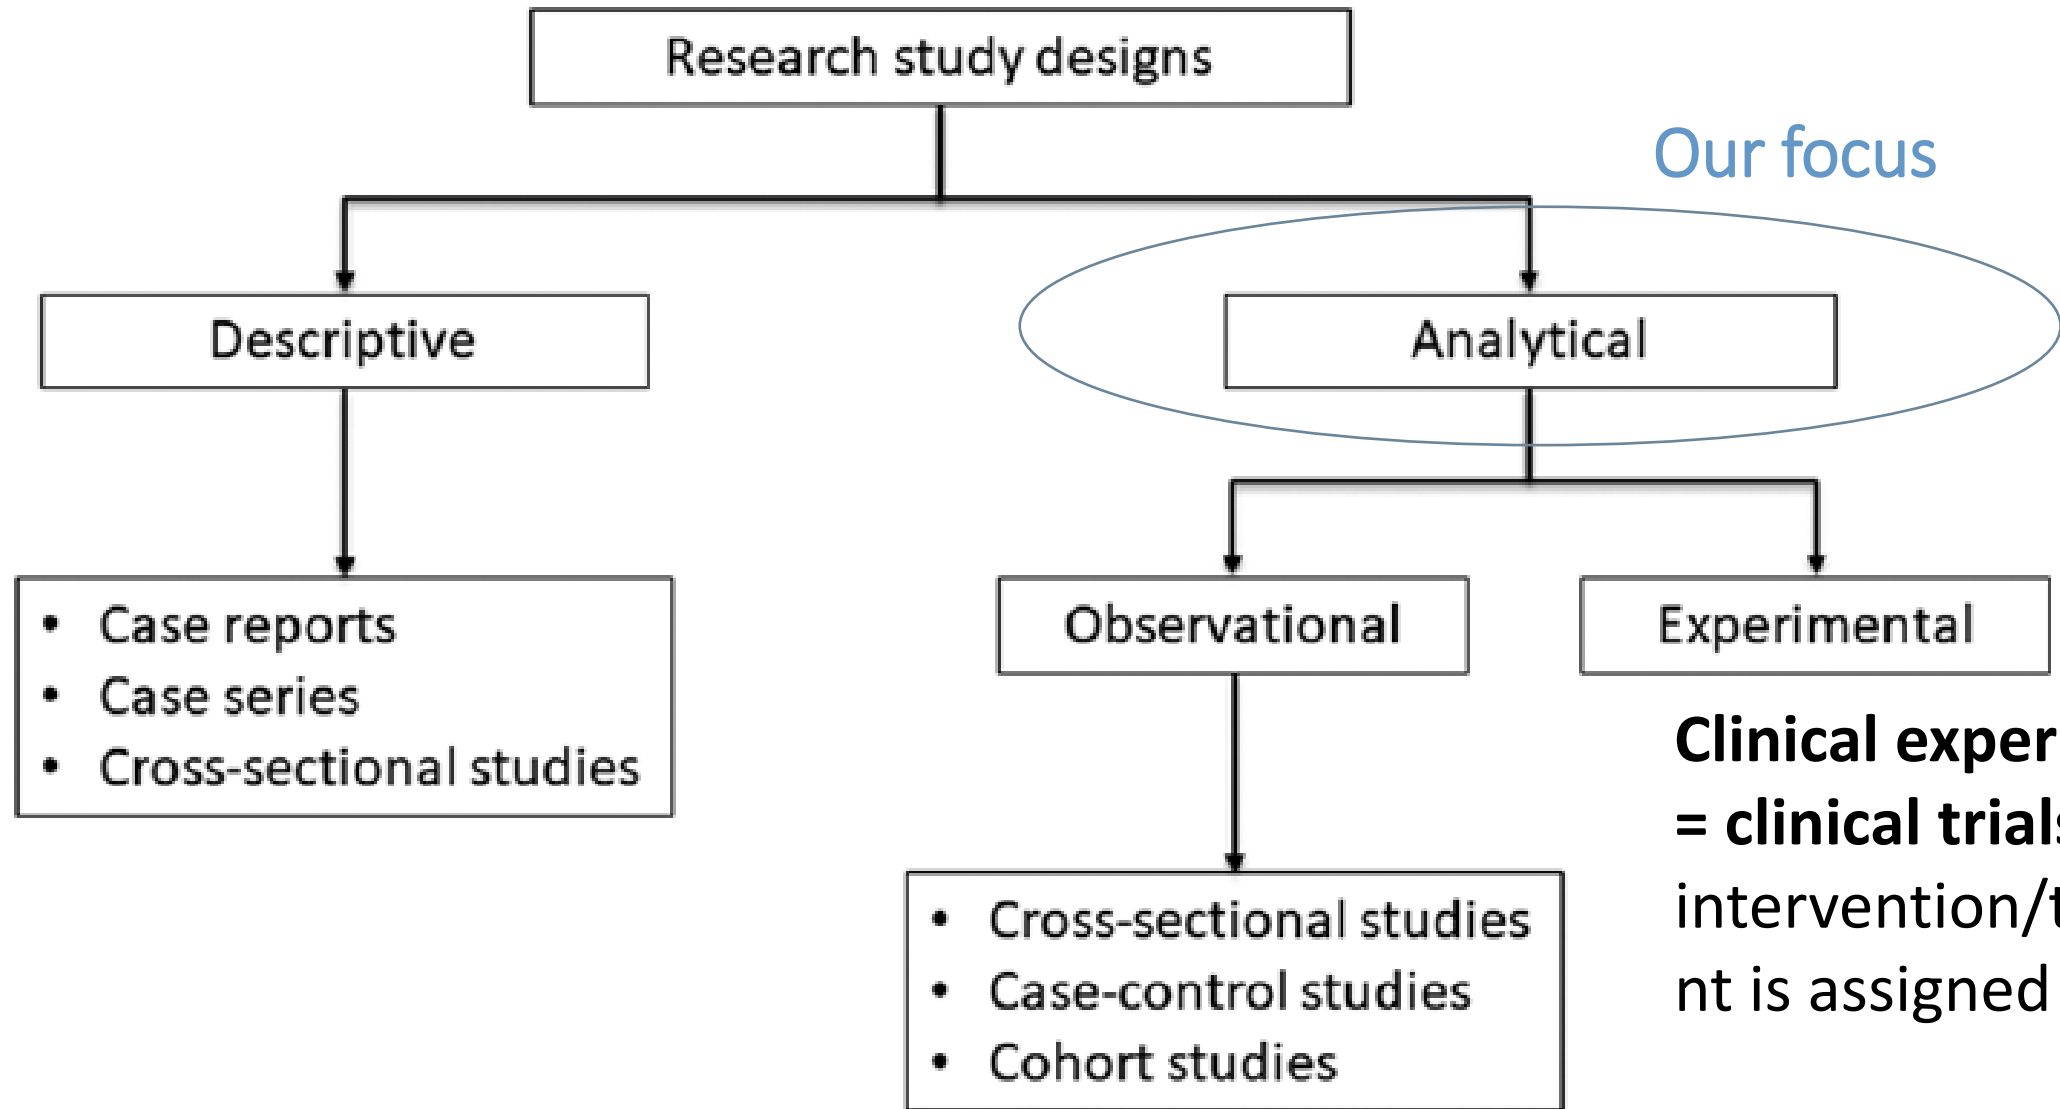 Research study designs
Our focus
Descriptive
Analytical
• Case reports
• Case series
• Cross-sectional studies
Observational
Experimental
Clinical exper
= clinical trials
intervention/t
nt is assigned
• Cross-sectional studies
• Case-control studies
• Cohort studies